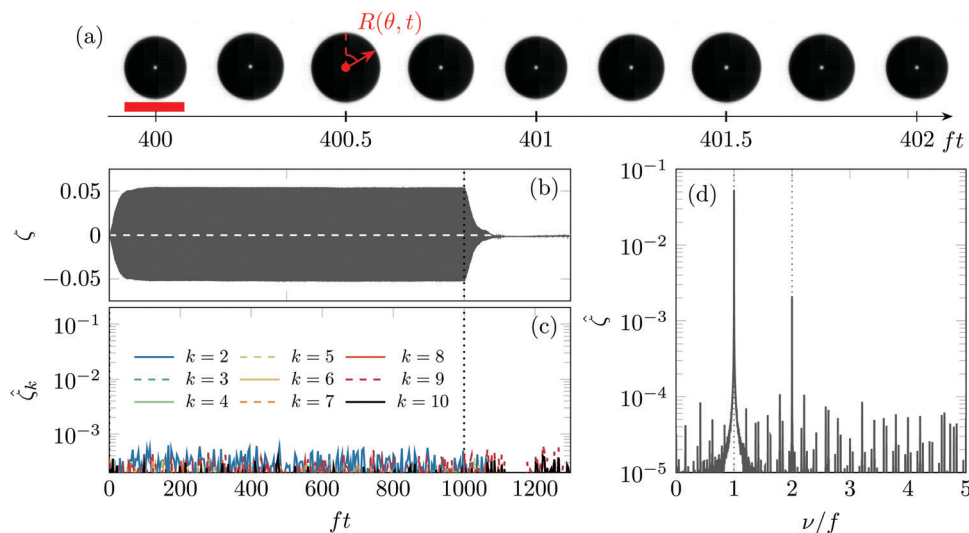 (a)
R(θ, t)
400 400.5 401 401.5 402 ft
(b)
0.05
0
−0.05
ζ
(c)
10⁻¹
10⁻²
10⁻³
ζ̂ₖ
k = 2 k = 5 k = 8
k = 3 k = 6 k = 9
k = 4 k = 7 k = 10
0 200 400 600 800 1000 1200
ft
(d)
10⁻¹
10⁻²
10⁻³
10⁻⁴
10⁻⁵
ζ̂
0 1 2 3 4 5
ν/f